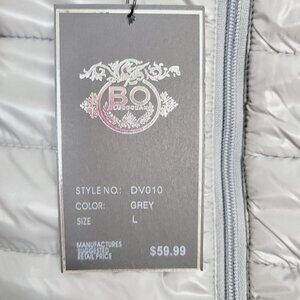 BO
STYLE NO.: DV010
COLOR: GREY
SIZE L
MANUFACTURES
SUGGESTED
RETAIL PRICE
$59.99